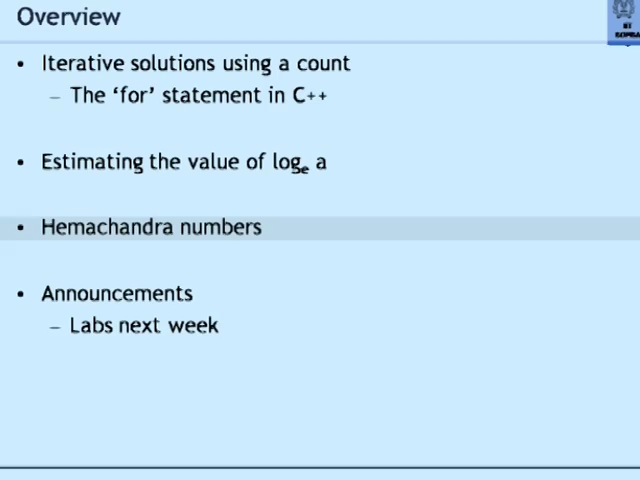 Overview
• Iterative solutions using a count
– The ‘for’ statement in C++
• Estimating the value of logₑ a
• Hemachandra numbers
• Announcements
– Labs next week